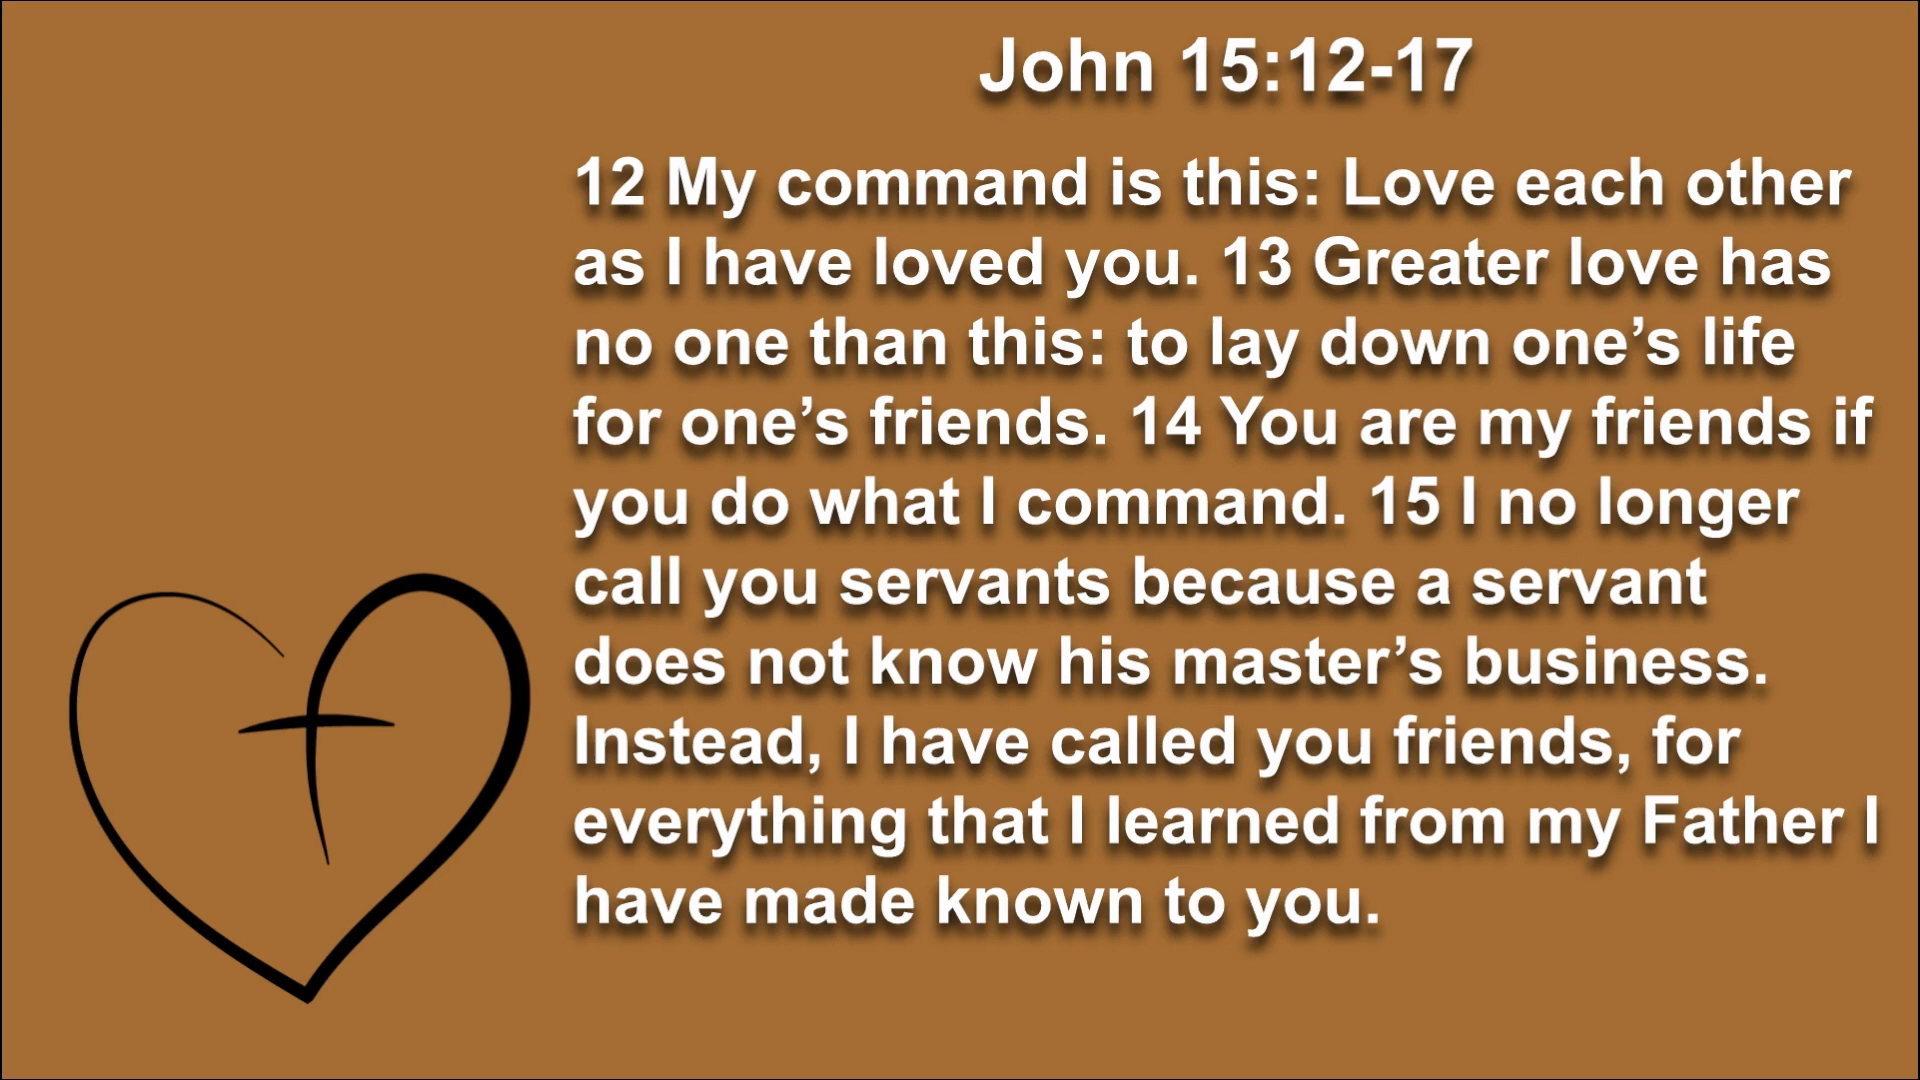 John 15:12-17
12 My command is this: Love each other
as I have loved you. 13 Greater love has
no one than this: to lay down one’s life
for one’s friends. 14 You are my friends if
you do what I command. 15 I no longer
call you servants because a servant
does not know his master’s business.
Instead, I have called you friends, for
everything that I learned from my Father I
have made known to you.